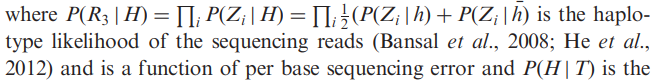 where P(R₃ | H) = ∏ᵢ P(Zᵢ | H) = ∏ᵢ ½(P(Zᵢ | h) + P(Zᵢ | h̄) is the haplo-
type likelihood of the sequencing reads (Bansal et al., 2008; He et al.,
2012) and is a function of per base sequencing error and P(H | T) is the